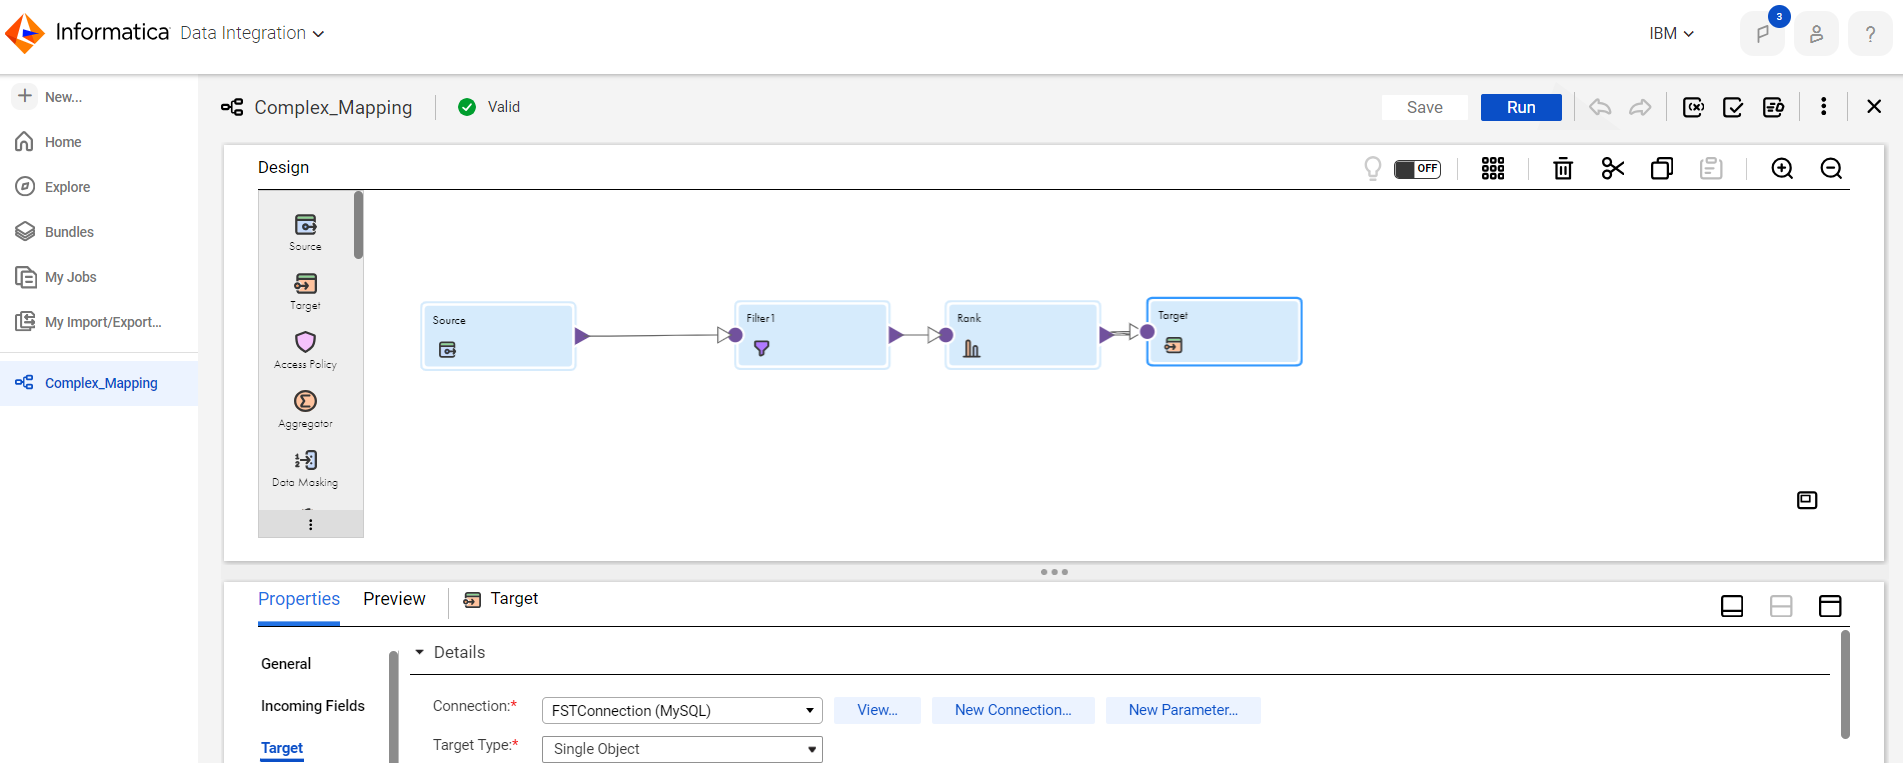 Informatica Data Integration
IBM
3
?
New...
Home
Explore
Bundles
My Jobs
My Import/Export...
Complex_Mapping
Complex_Mapping
Valid
Save
Run
Design
OFF
Source
Target
Access Policy
Aggregator
Data Masking
Source
Filter1
Rank
Target
Properties
Preview
Target
General
Incoming Fields
Target
Details
Connection:*
FSTConnection (MySQL)
View...
New Connection...
New Parameter...
Target Type:*
Single Object